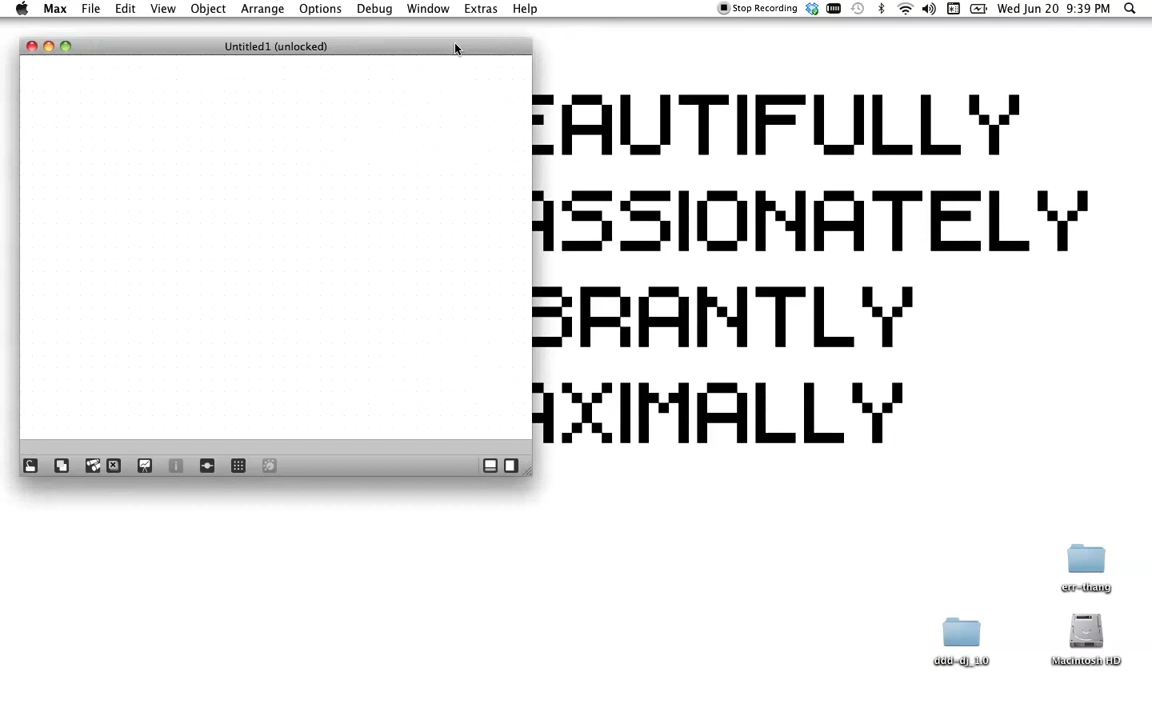 Max File Edit View Object Arrange Options Debug Window Extras Help Stop Recording Wed Jun 20 9:39 PM
Untitled1 (unlocked)
EAUTIFULLY
ASSIONATELY
BRANTLY
AXIMALLY
err-thang
ddd-dj_1.0 Macintosh HD